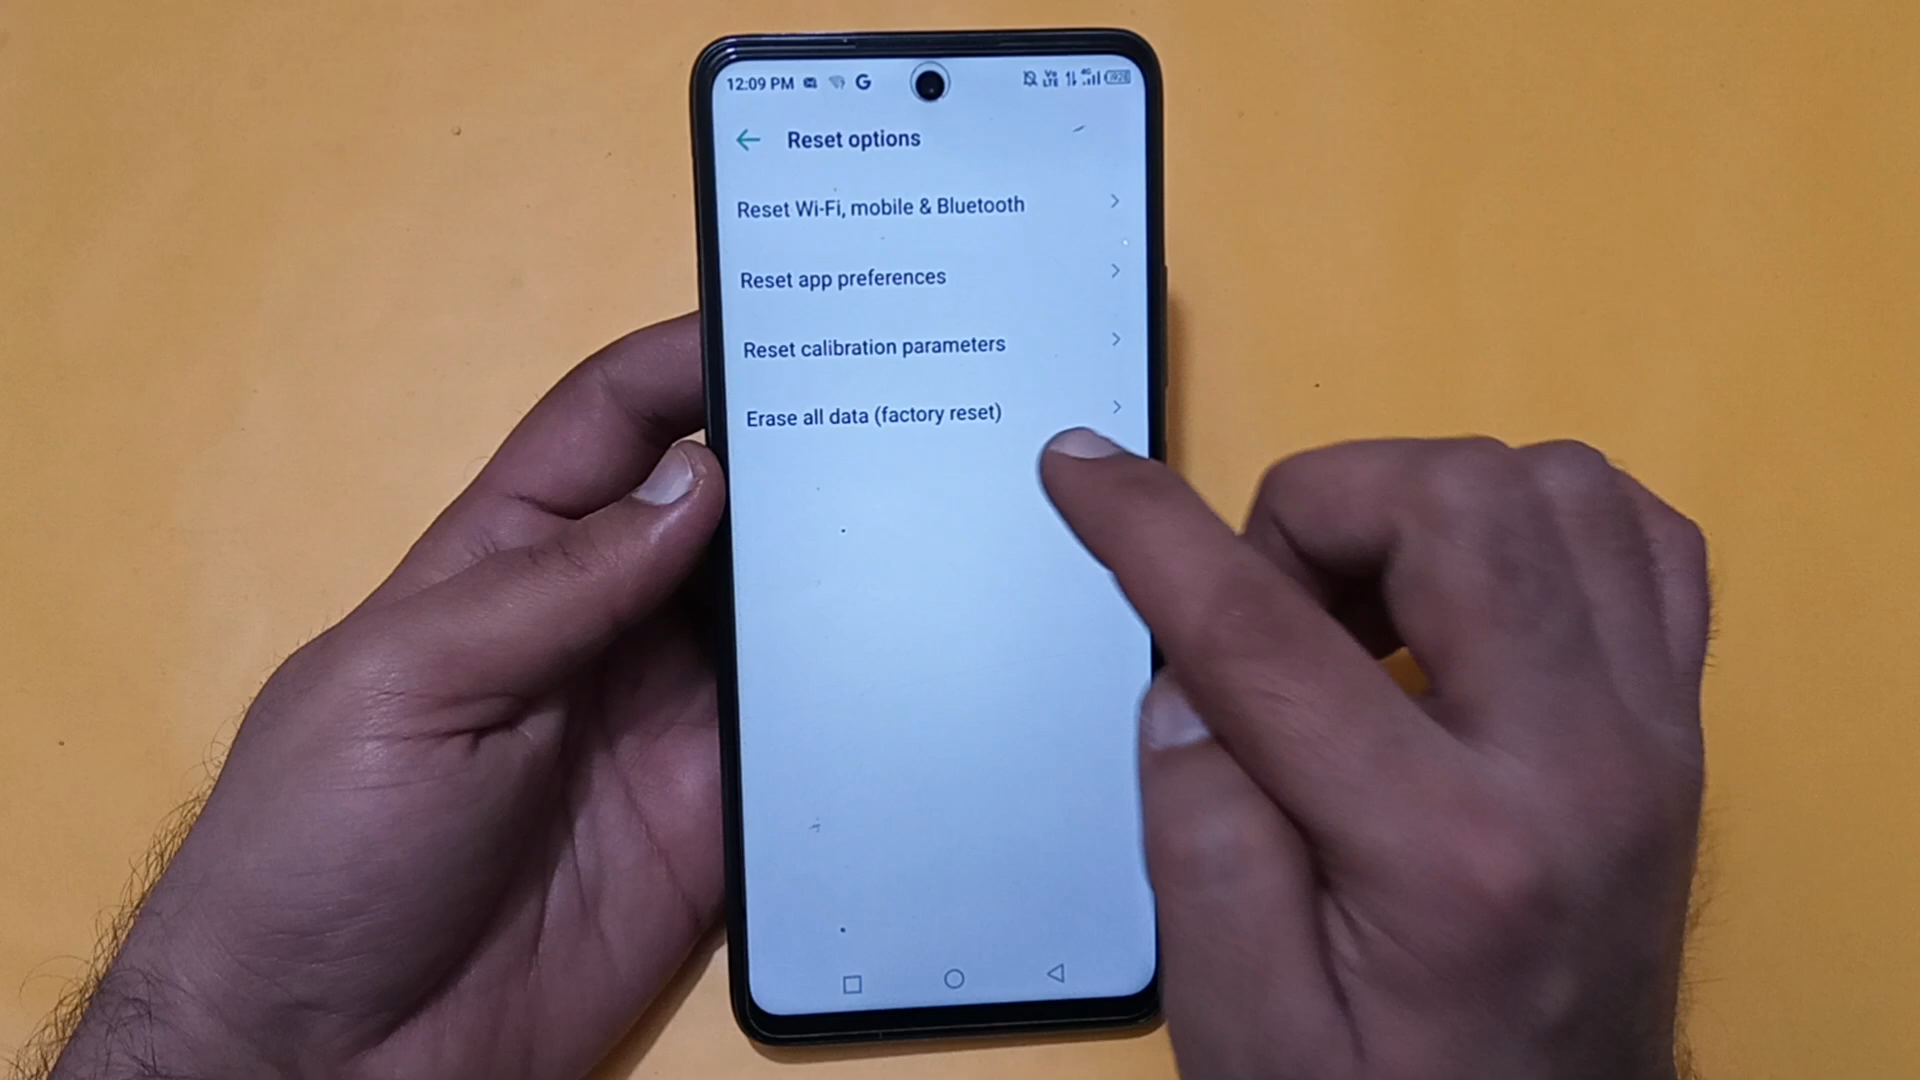 12:09 PM G
Reset options
Reset Wi-Fi, mobile & Bluetooth
Reset app preferences
Reset calibration parameters
Erase all data (factory reset)